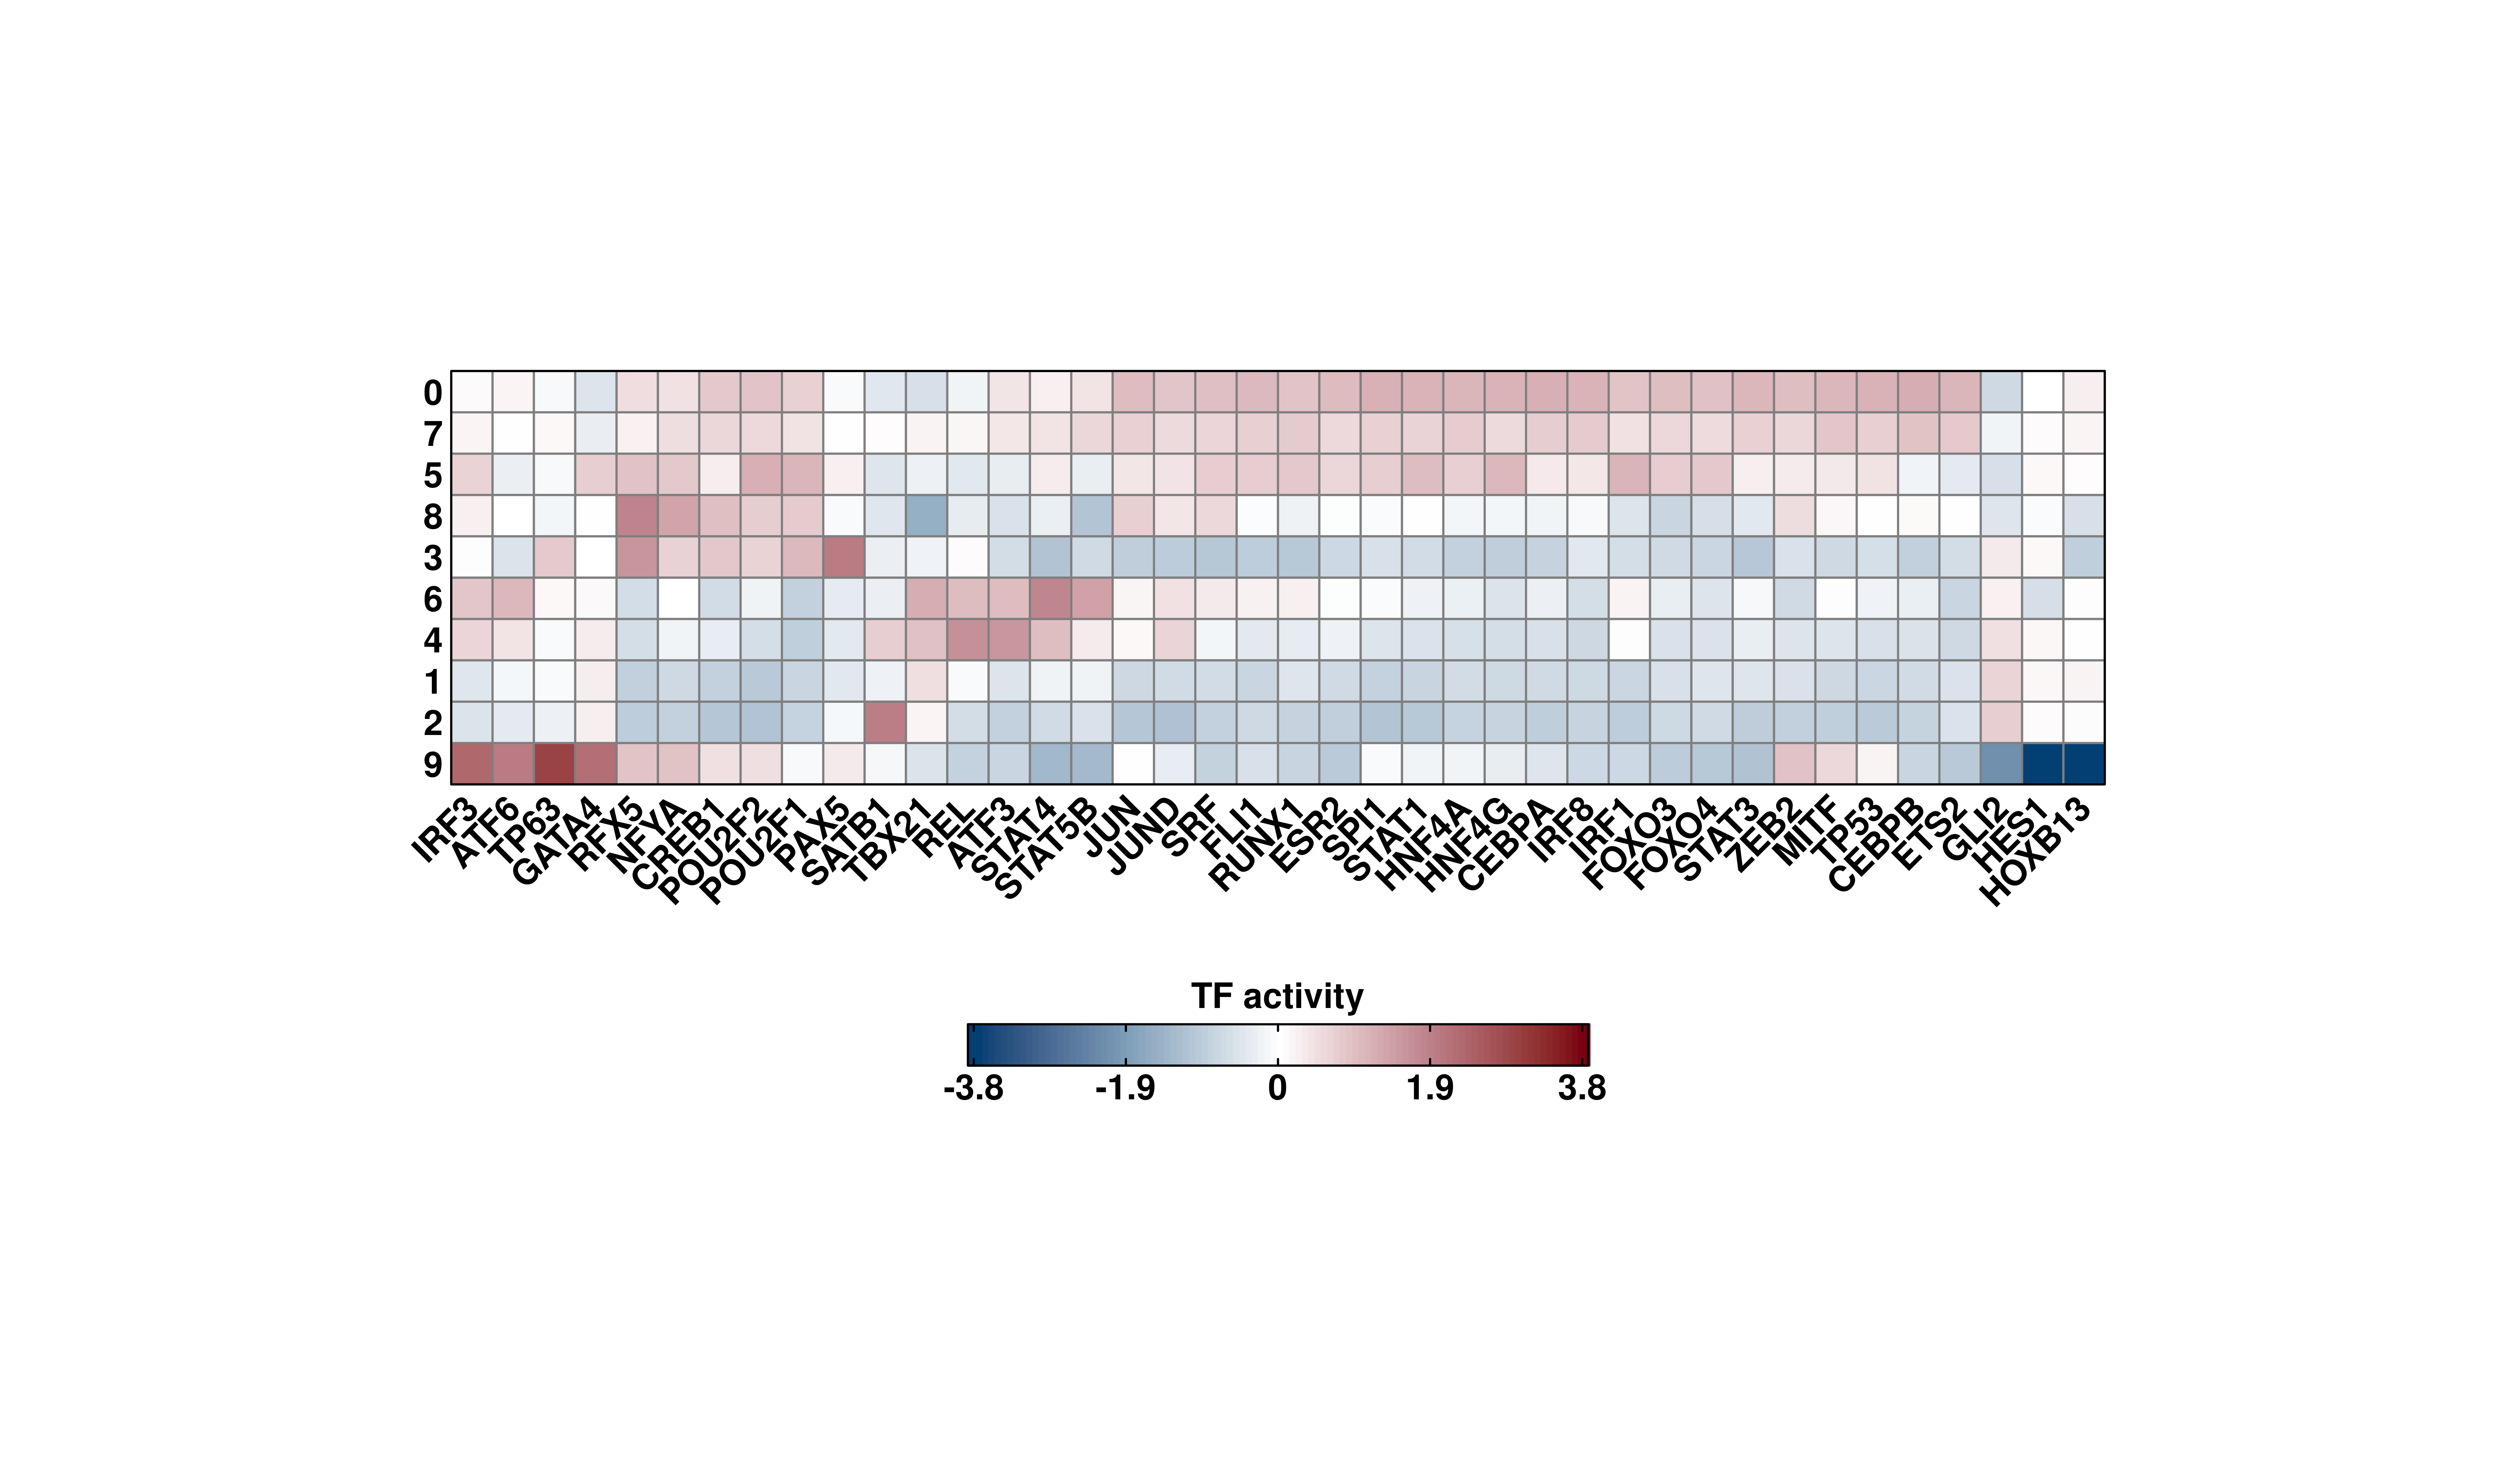 0
7
5
8
3
6
4
1
2
9
IRF3
ATF6
TP63
GATA4
RFX5
NFYA
CREB1
POU2F2
POU2F1
PAX5
SATB1
TBX21
REL
ATF3
STAT4
STAT5B
JUN
JUND
SRF
FLI1
RUNX1
ESR2
SPI1
STAT1
HNF4A
HNF4G
CEBPA
IRF8
IRF1
FOXO3
FOXO4
STAT3
ZEB2
MITF
TP53
CEBPB
ETS2
GLI2
HES1
HOXB13
TF activity
-3.8 -1.9 0 1.9 3.8